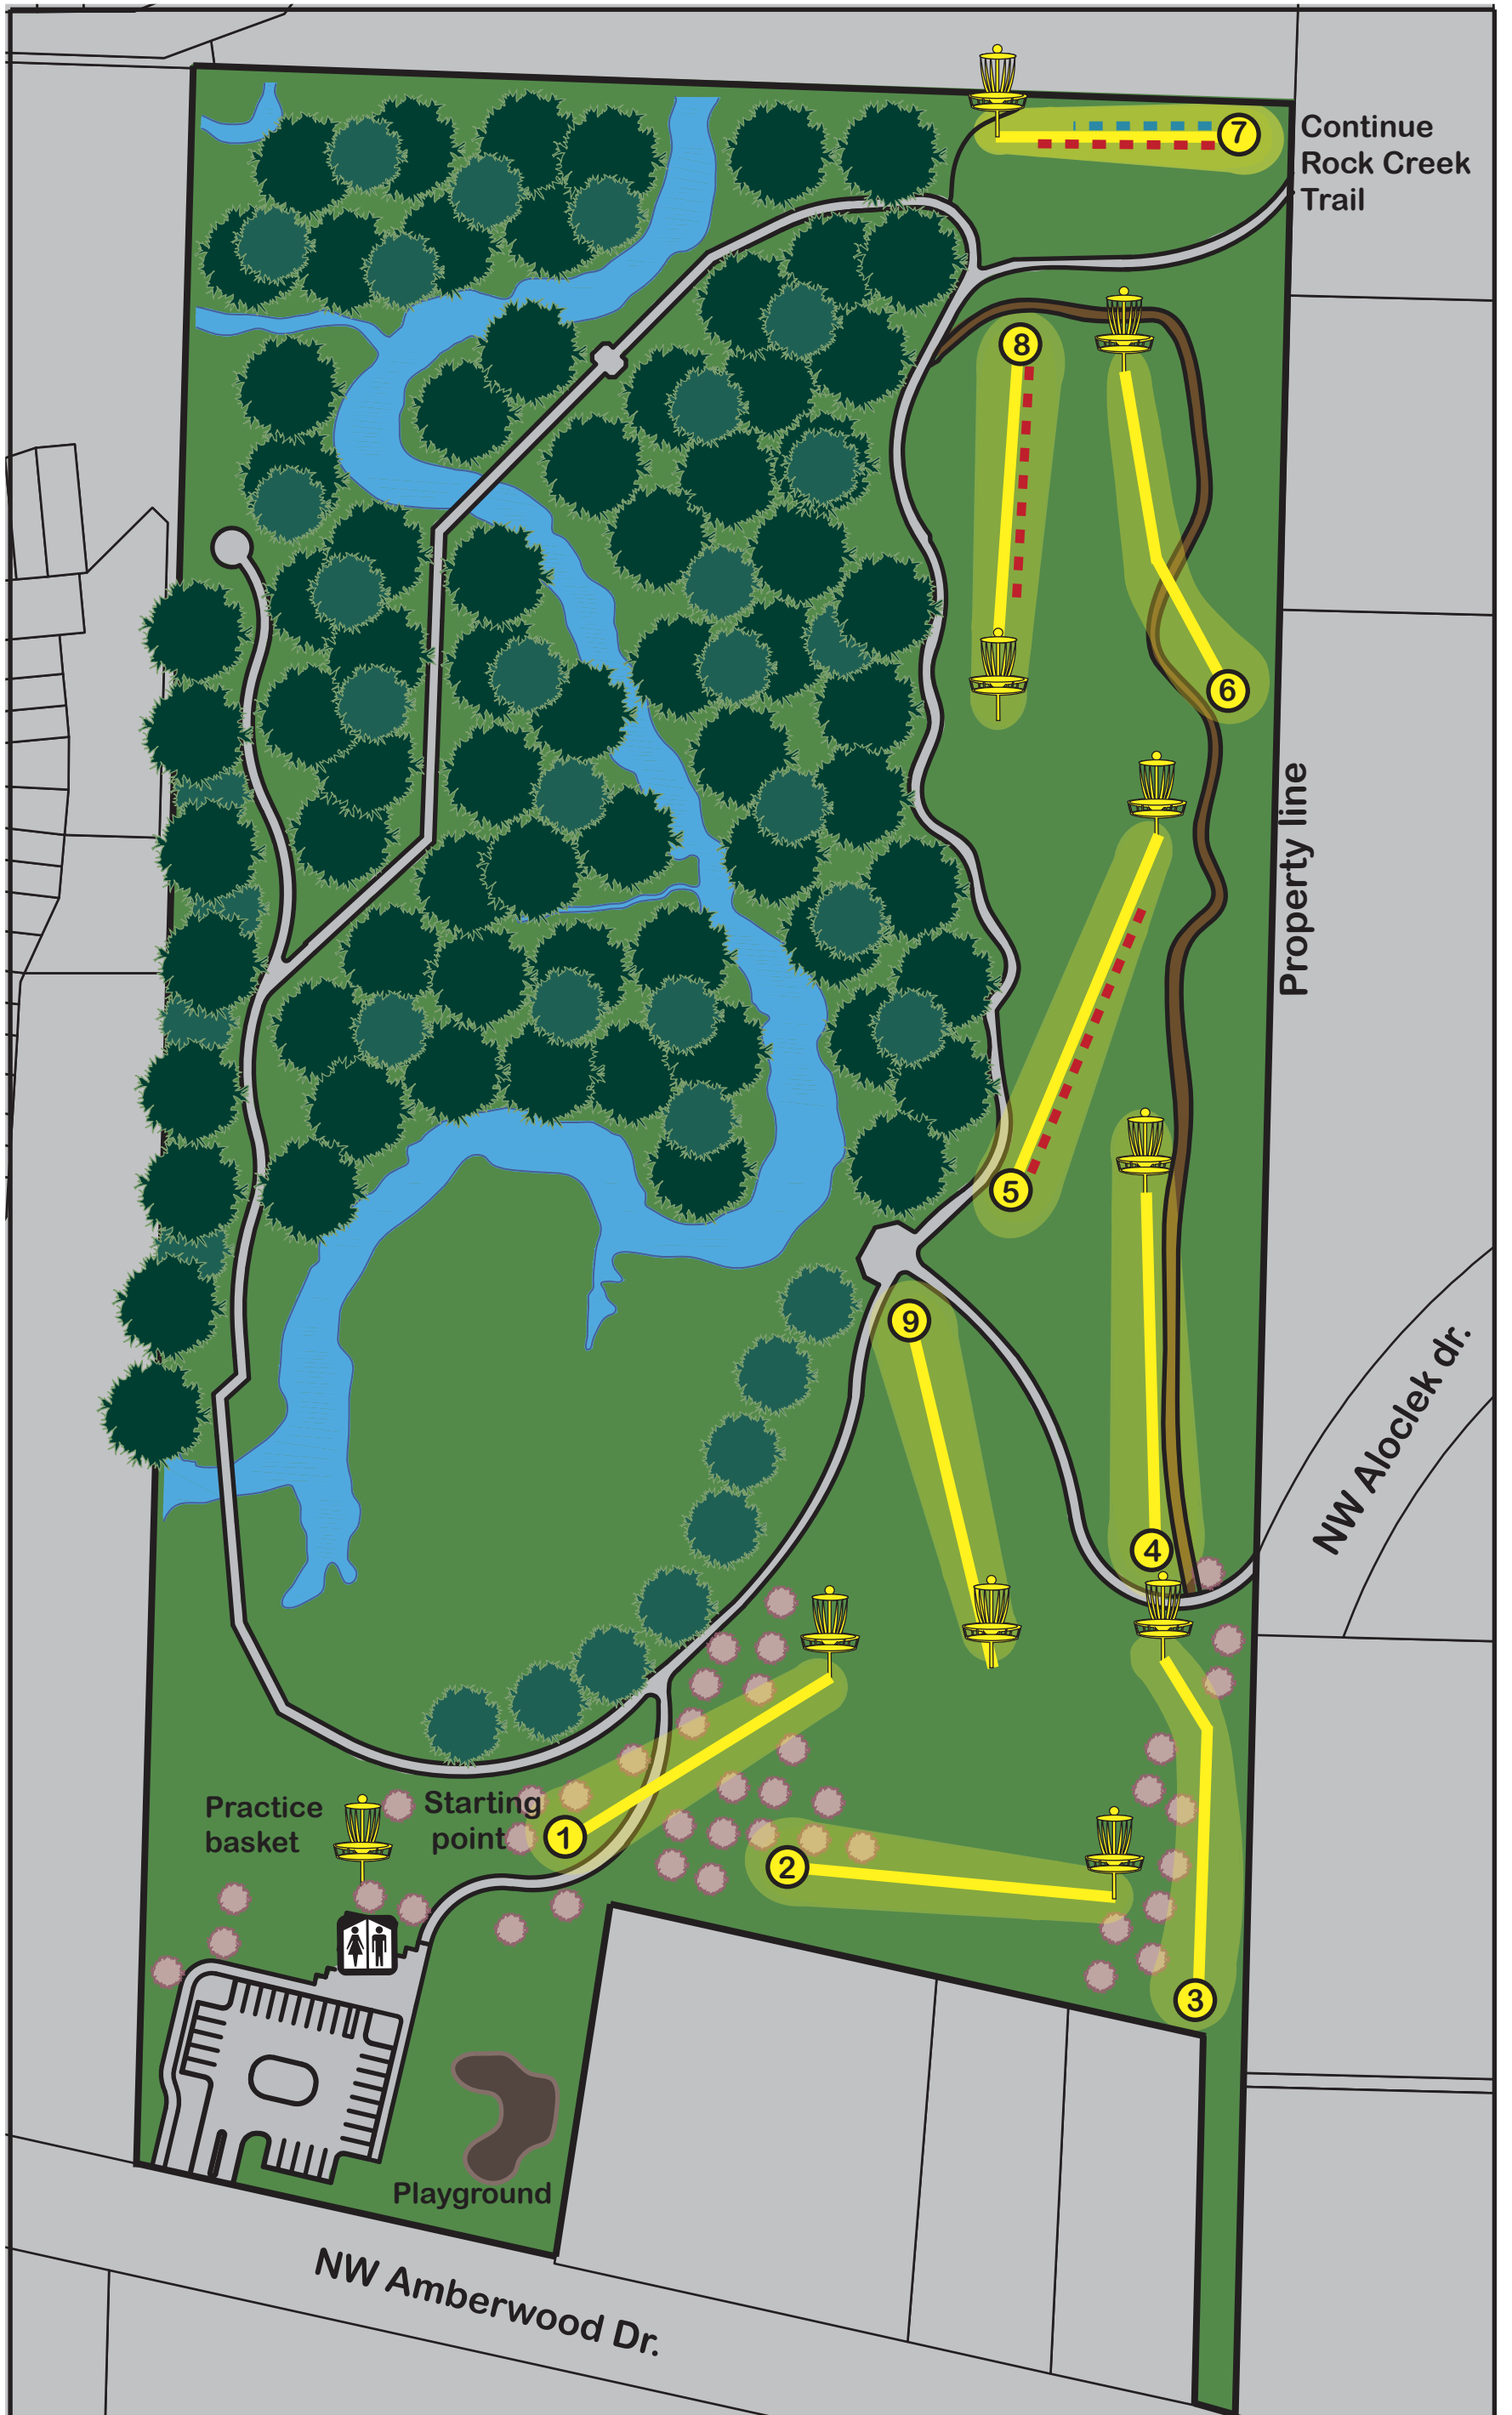 7
Continue
Rock Creek
Trail
8
6
Property line
5
9
NW Aloclek dr.
4
Practice
basket
Starting
point
1
2
3
Playground
NW Amberwood Dr.